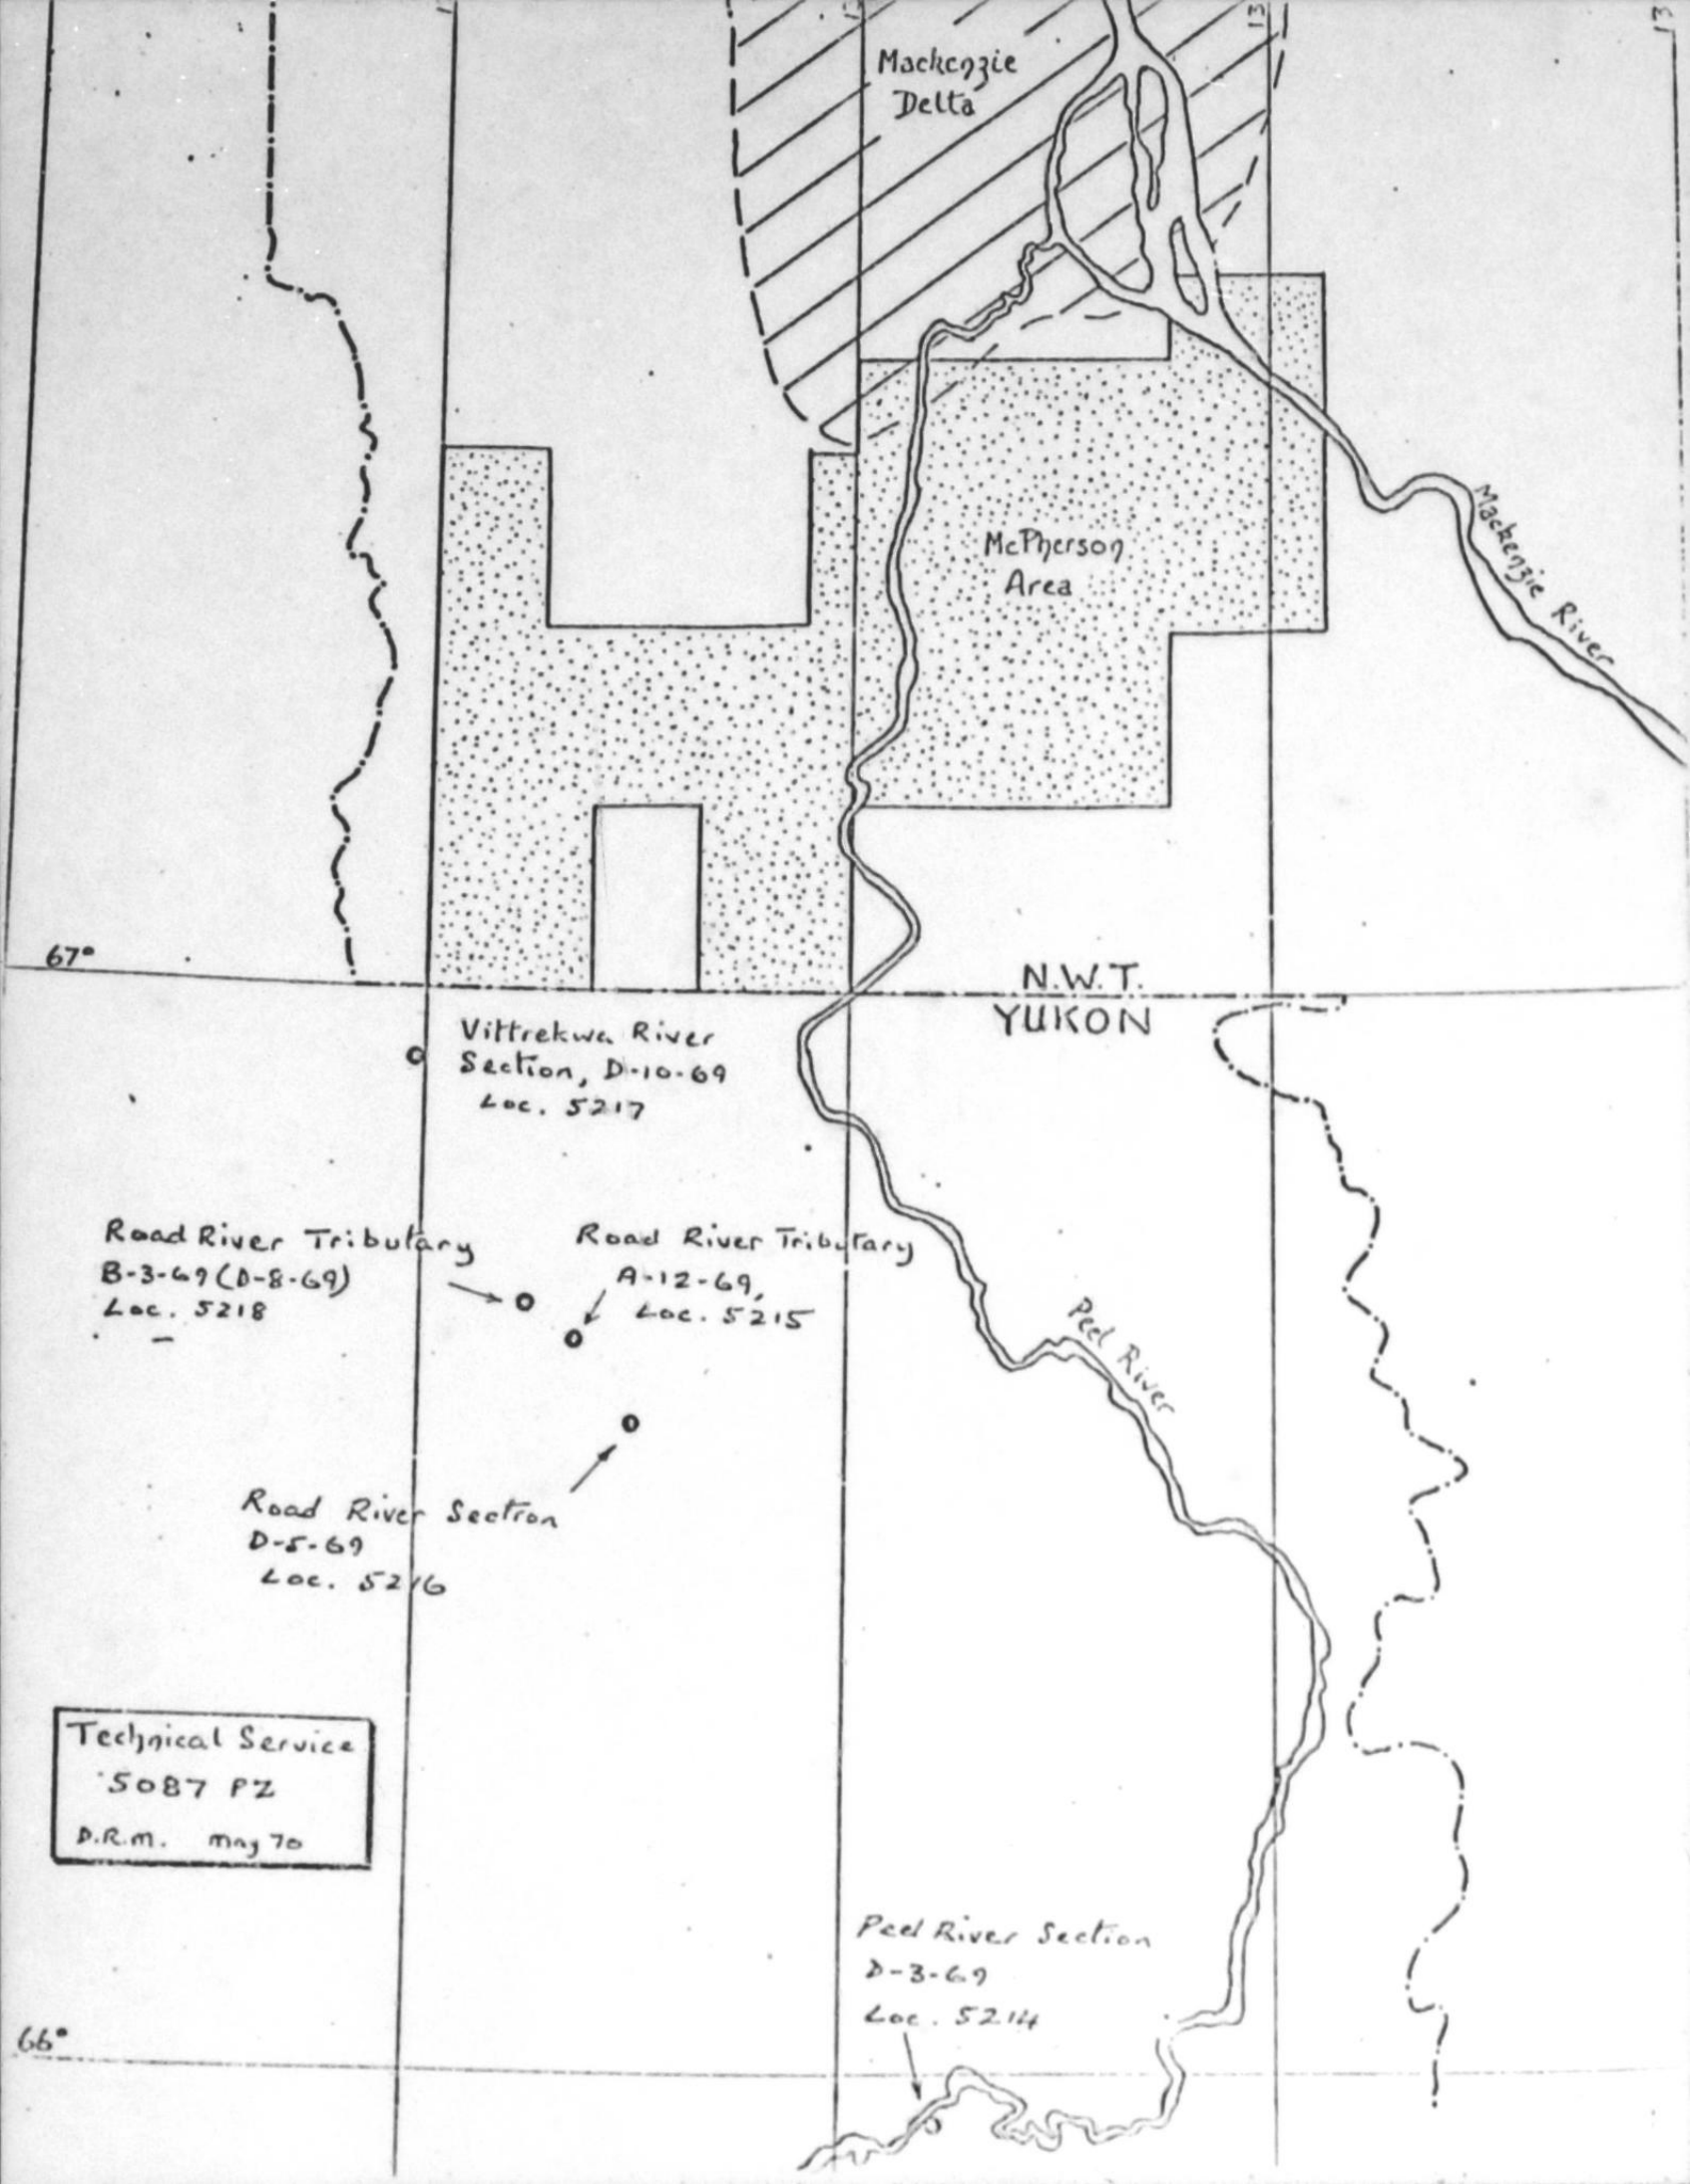 Mackenzie
Delta
McPherson
Area
Mackenzie River
67°
N.W.T.
YUKON
Vittrekwa River
Section, D-10-69
Loc. 5217
Road River Tributary
B-3-69 (D-8-69)
Loc. 5218
Road River Tributary
A-12-69,
Loc. 5215
Peel River
Road River Section
D-5-69
Loc. 5216
Technical Service
5087 PZ
D.R.M. May 70
Peel River Section
D-3-69
Loc. 5214
66°